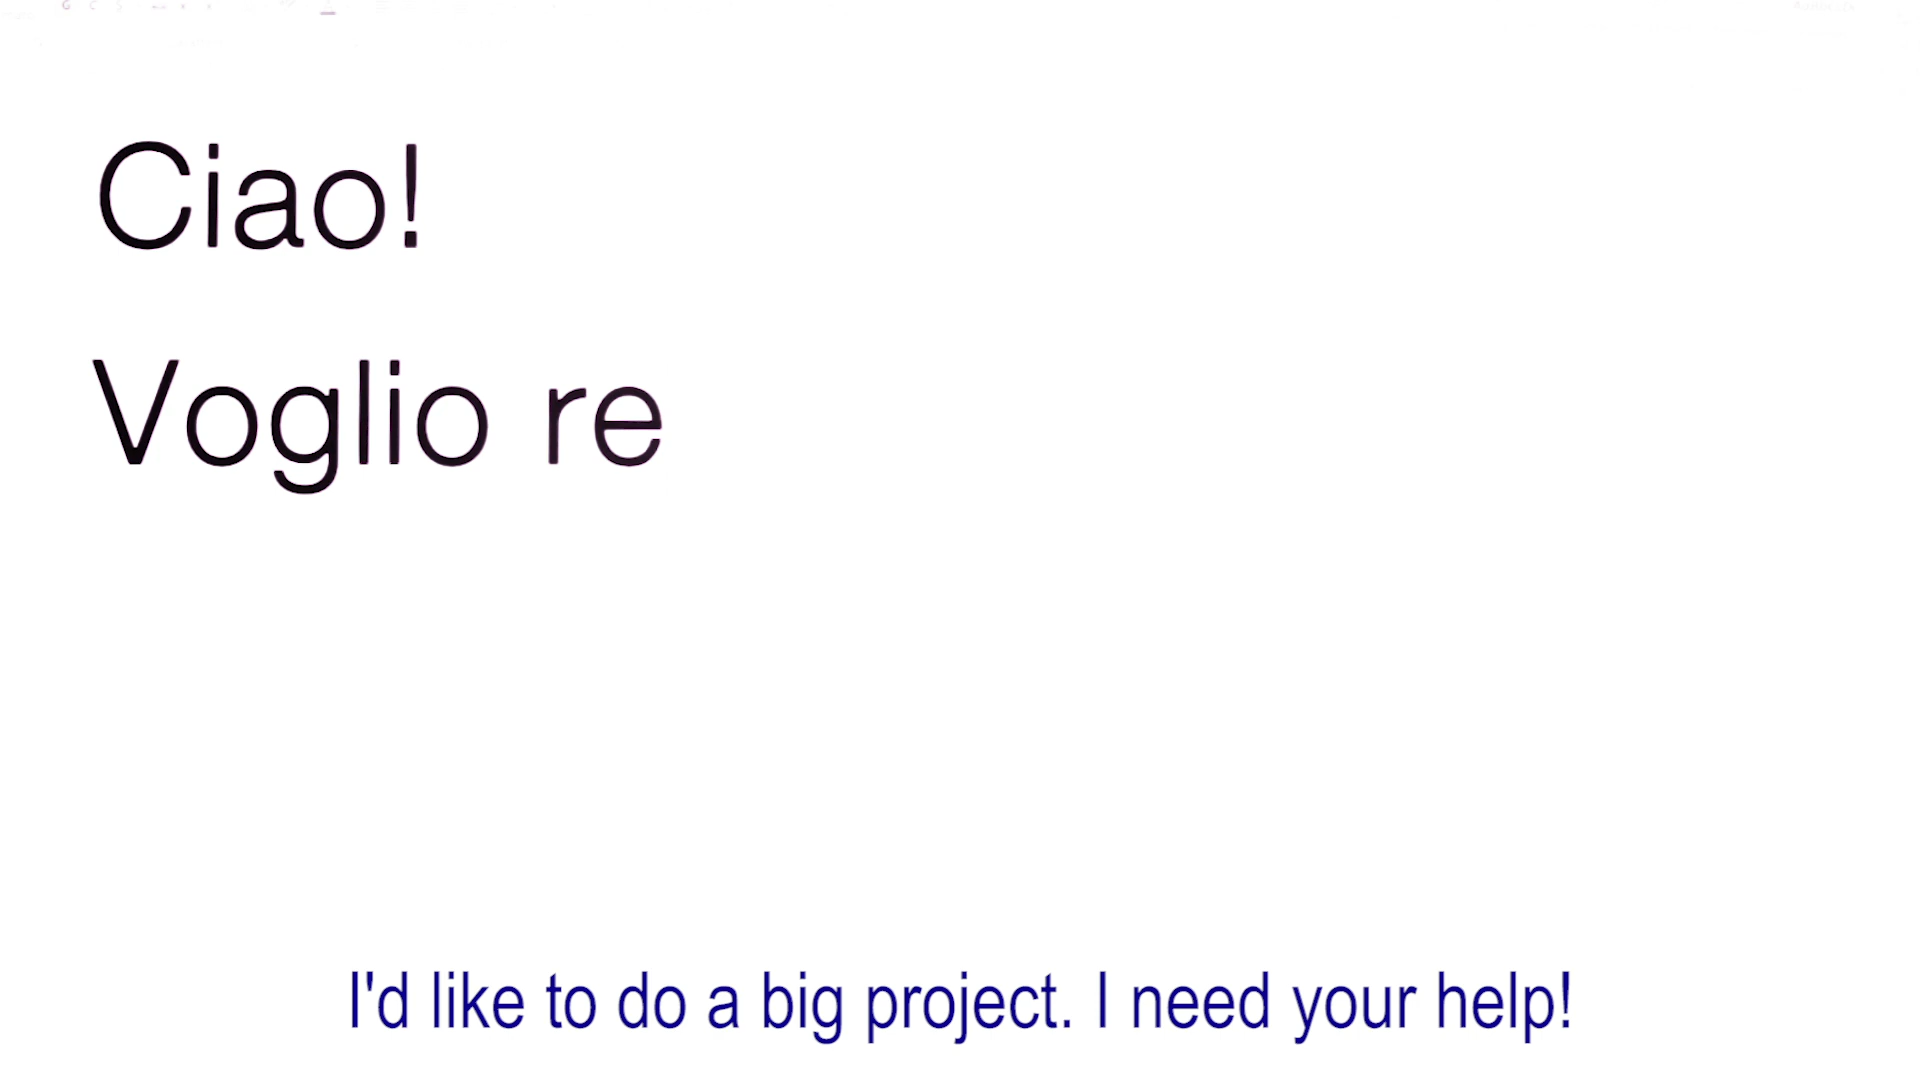 Ciao!
Voglio re
I'd like to do a big project. I need your help!